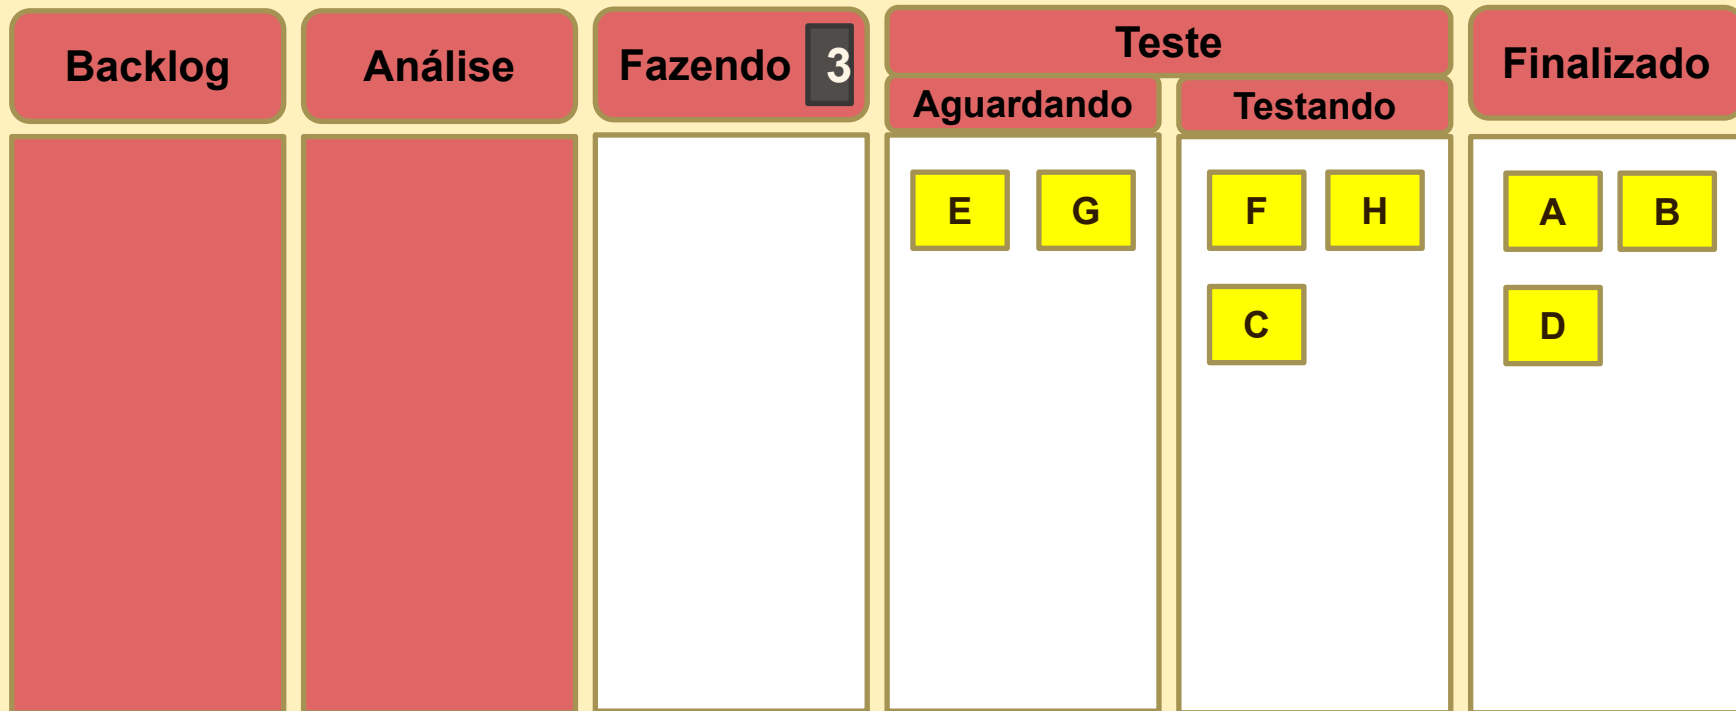 Backlog
Análise
Fazendo 3
Teste
Finalizado
Aguardando
Testando
E G
F H
A B
C
D